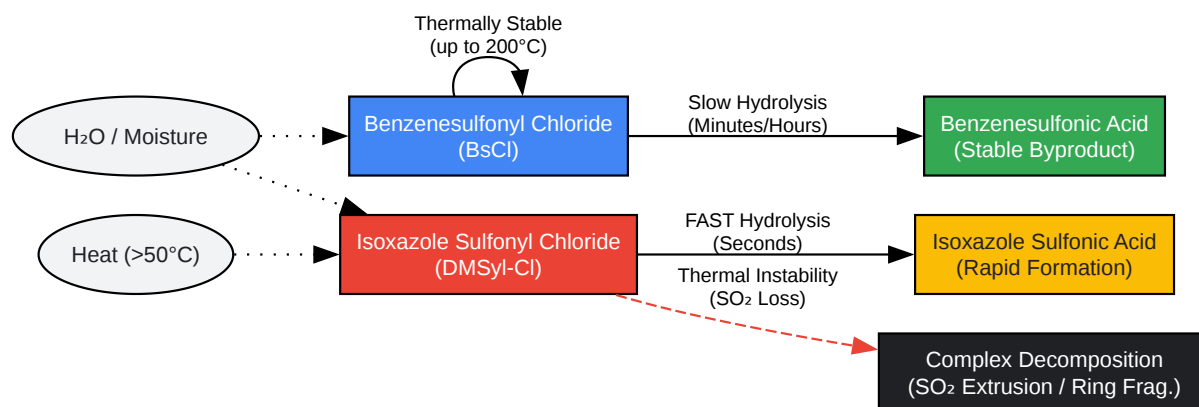 Thermally Stable
(up to 200°C)
H₂O / Moisture
Benzenesulfonyl Chloride
(BsCl)
Slow Hydrolysis
(Minutes/Hours)
Benzenesulfonic Acid
(Stable Byproduct)
Heat (>50°C)
Isoxazole Sulfonyl Chloride
(DMSyl-Cl)
FAST Hydrolysis
(Seconds)
Isoxazole Sulfonic Acid
(Rapid Formation)
Thermal Instability
(SO₂ Loss)
Complex Decomposition
(SO₂ Extrusion / Ring Frag.)